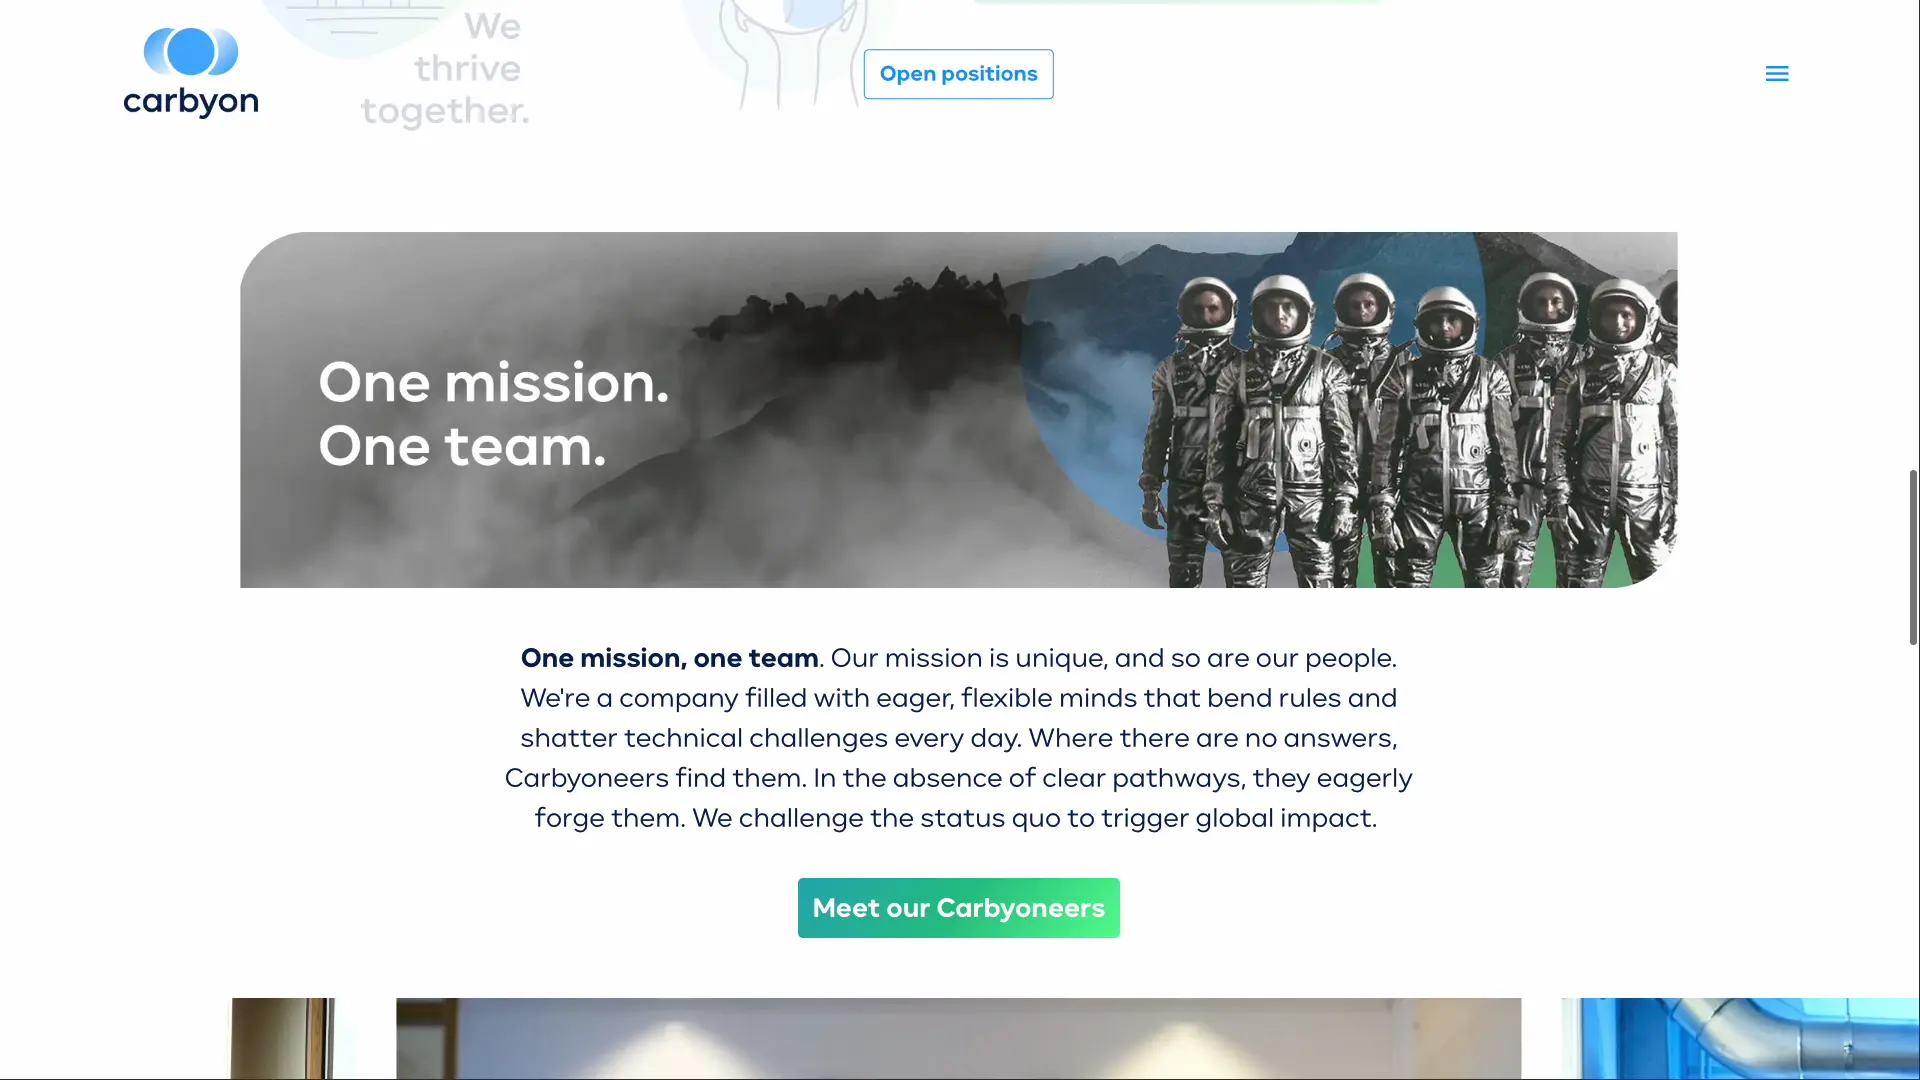 We
thrive
together.
carbyon
Open positions
One mission.
One team.
One mission, one team. Our mission is unique, and so are our people.
We're a company filled with eager, flexible minds that bend rules and
shatter technical challenges every day. Where there are no answers,
Carbyoneers find them. In the absence of clear pathways, they eagerly
forge them. We challenge the status quo to trigger global impact.
Meet our Carbyoneers